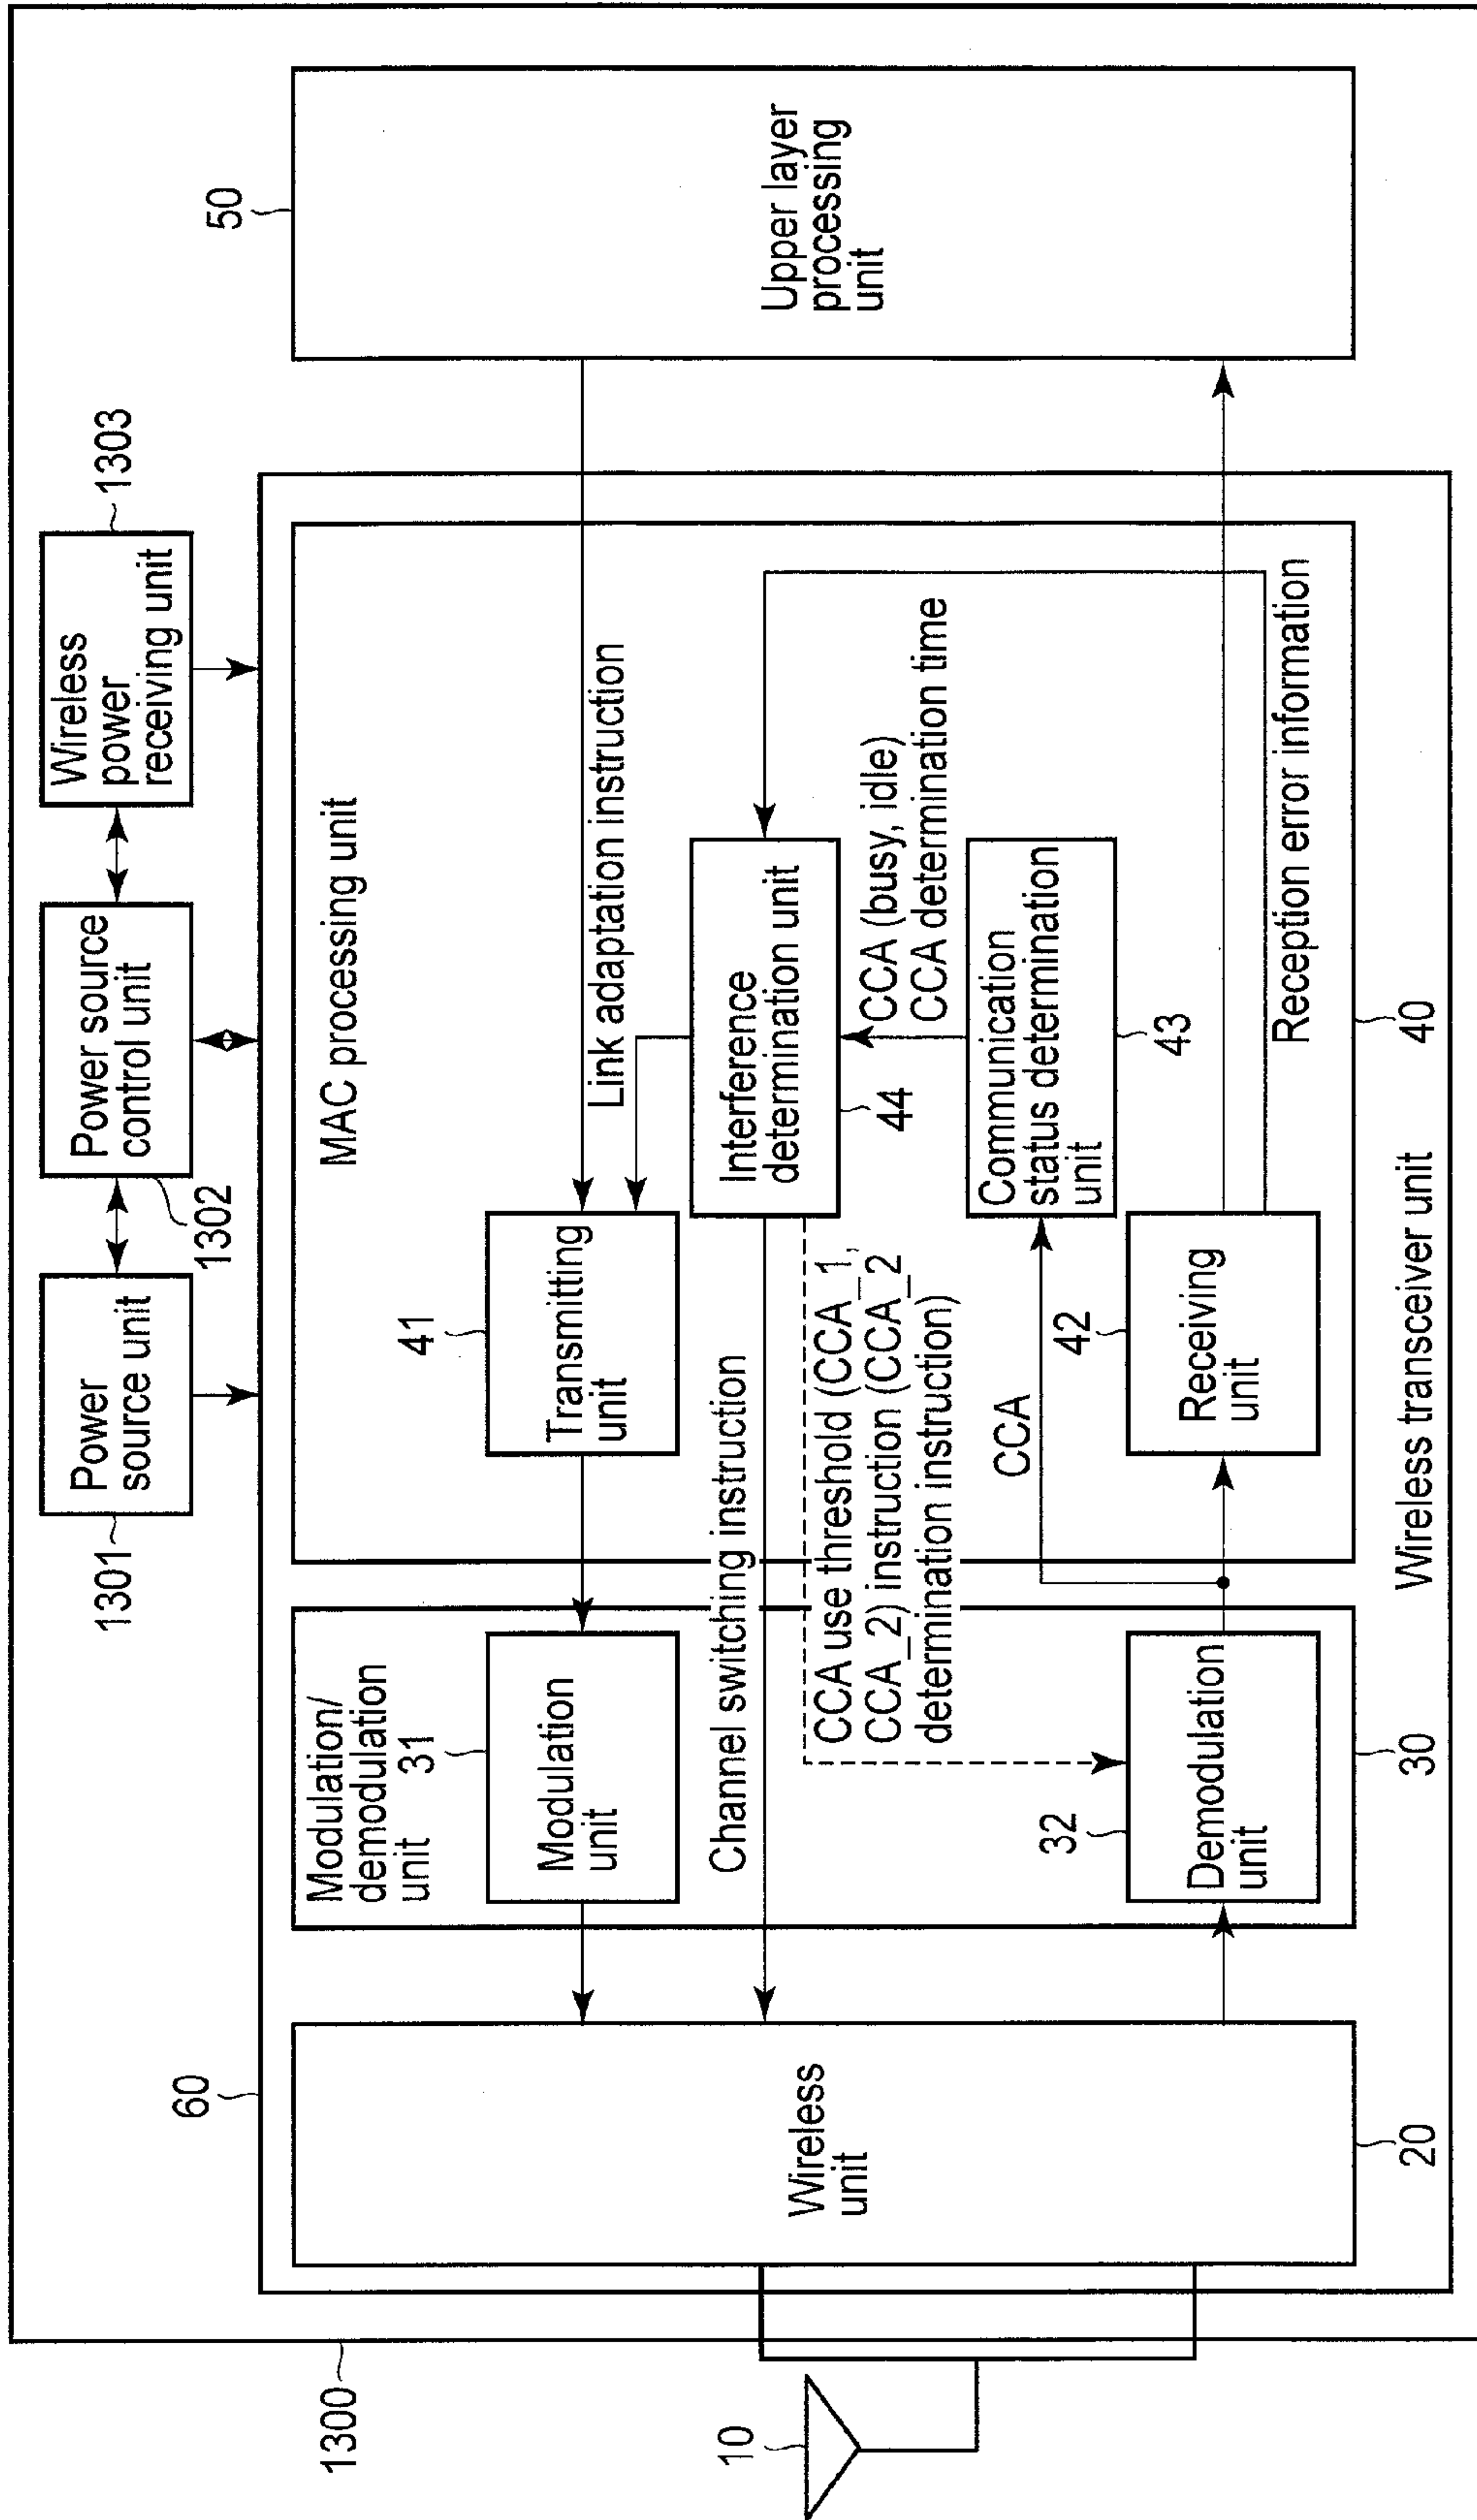 1300
1301
Power
source unit
1302
Power source
control unit
1303
Wireless
power
receiving unit
60
50
MAC processing unit
Modulation/
demodulation
unit
31
Modulation
unit
41
Transmitting
unit
Link adaptation instruction
Channel switching instruction
Interference
determination unit
44
CCA use threshold (CCA_1,
CCA_2) instruction (CCA_2
determination instruction)
CCA (busy, idle)
CCA determination time
Communication
status determination
unit
43
CCA
32
Demodulation
unit
42
Receiving
unit
Reception error information
10
Wireless
unit
Upper layer
processing
unit
20
30
40
Wireless transceiver unit